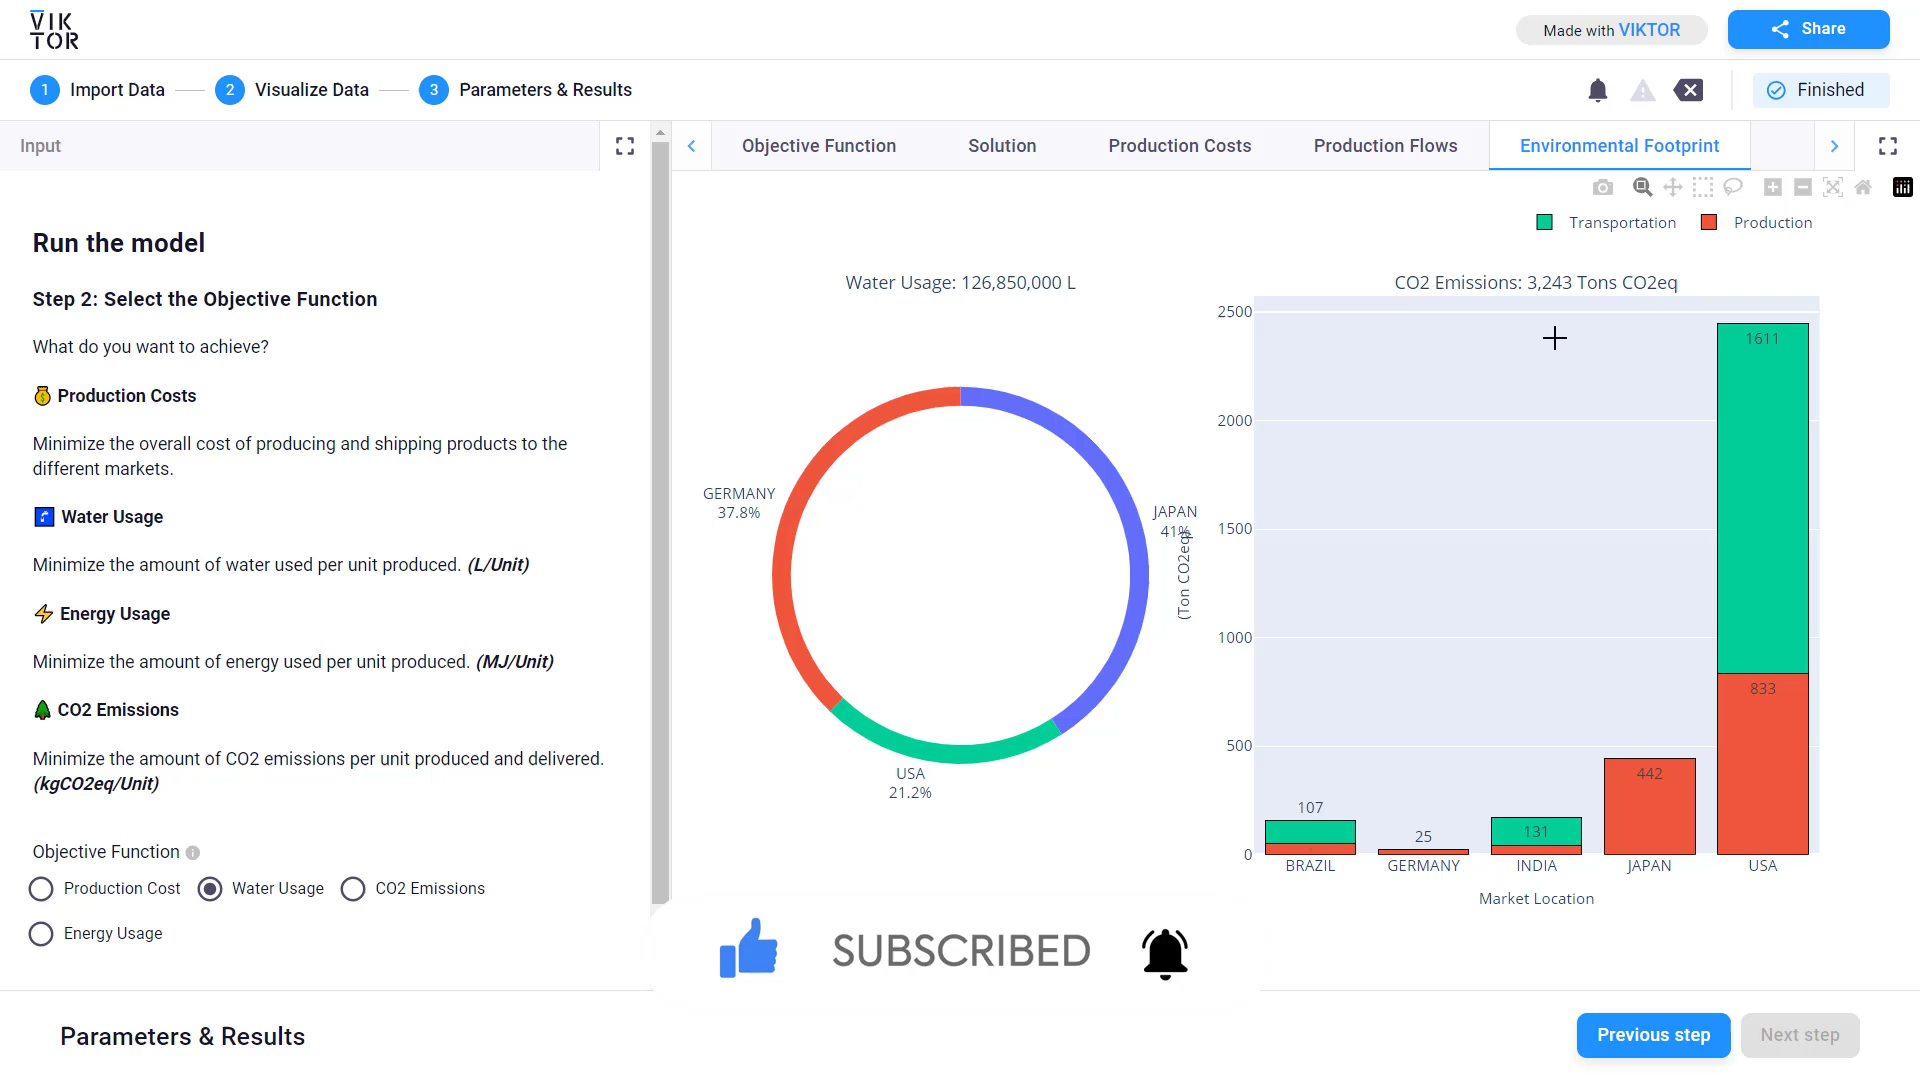 VIK
TOR
Made with VIKTOR
Share
1 Import Data
2 Visualize Data
3 Parameters & Results
Finished
Input
Objective Function
Solution
Production Costs
Production Flows
Environmental Footprint
Run the model
Step 2: Select the Objective Function
What do you want to achieve?
Production Costs
Minimize the overall cost of producing and shipping products to the
different markets.
Water Usage
Minimize the amount of water used per unit produced. (L/Unit)
Energy Usage
Minimize the amount of energy used per unit produced. (MJ/Unit)
CO2 Emissions
Minimize the amount of CO2 emissions per unit produced and delivered.
(kgCO2eq/Unit)
Objective Function
Production Cost
Water Usage
CO2 Emissions
Energy Usage
Transportation
Production
Water Usage: 126,850,000 L
GERMANY
37.8%
JAPAN
41%
USA
21.2%
CO2 Emissions: 3,243 Tons CO2eq
(Ton CO2eq)
2500
2000
1500
1000
500
0
1611
833
442
131
25
107
BRAZIL
GERMANY
INDIA
JAPAN
USA
Market Location
SUBSCRIBED
Parameters & Results
Previous step
Next step